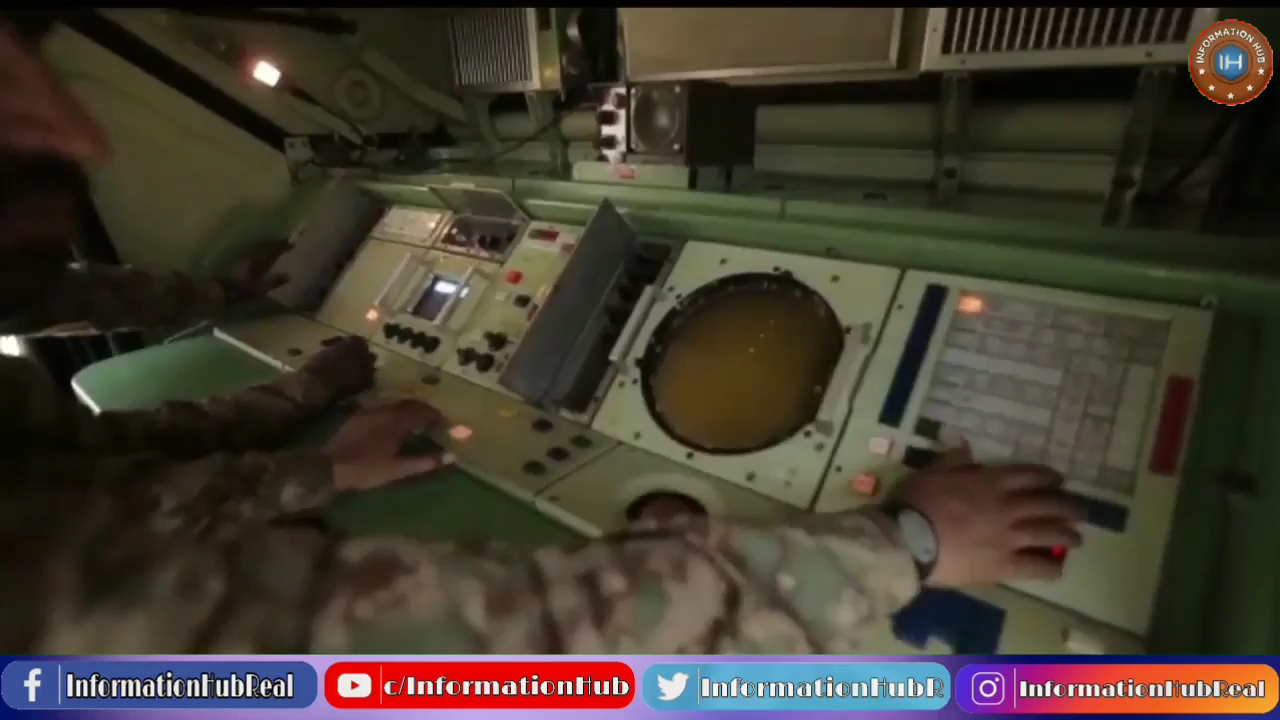 INFORMATION HUB
IH
InformationHubReal
c/InformationHub
InformationHubR
InformationHubReal